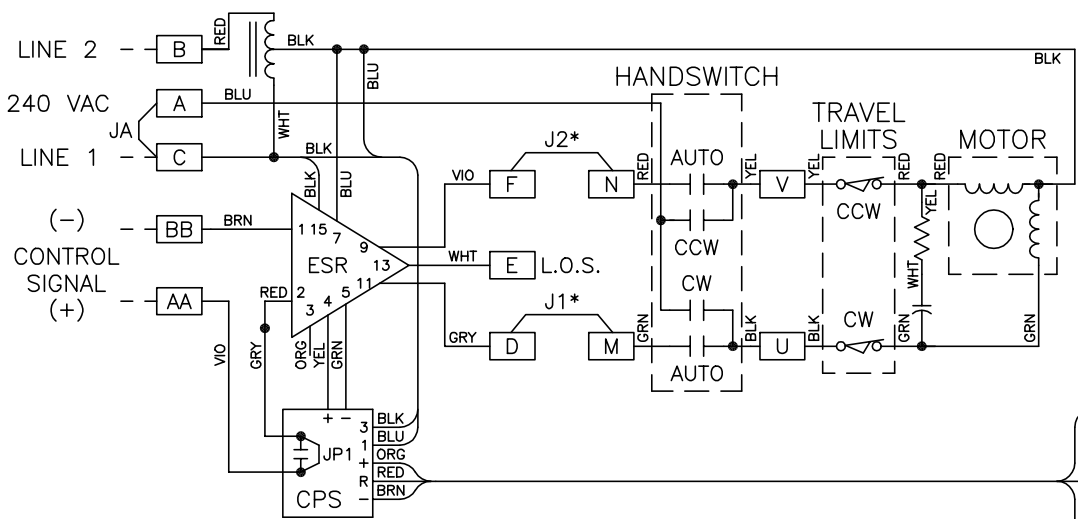 LINE 2
B
RED
BLK
BLU
BLK
240 VAC
A
BLU
JA
WHT
LINE 1
C
BLK
BLK
BLU
HANDSWITCH
TRAVEL
LIMITS
MOTOR
J2*
VIO
F
N
RED
AUTO
YEL
V
YEL
RED
RED
CCW
CCW
YEL
(-)
BB
BRN
CONTROL
SIGNAL
(+)
AA
1 15
7
9
ESR
13
11
2
3
4
5
WHT
E
L.O.S.
J1*
GRY
D
M
GRN
CW
BLK
U
BLK
CW
WHT
GRN
GRN
AUTO
RED
VIO
GRY
ORG
YEL
GRN
+ -
3
BLK
1
BLU
+
ORG
R
RED
-
BRN
JP1
CPS